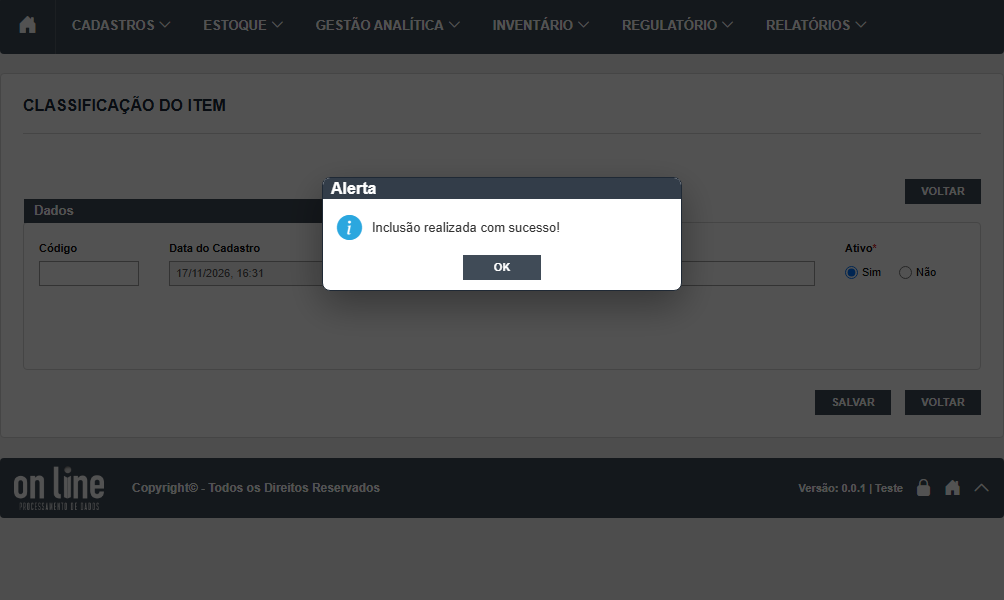 CADASTROS ESTOQUE GESTÃO ANALÍTICA INVENTÁRIO REGULATÓRIO RELATÓRIOS
CLASSIFICAÇÃO DO ITEM
VOLTAR
Alerta
Inclusão realizada com sucesso!
OK
Dados
Código Data do Cadastro Ativo*
17/11/2026, 16:31 Sim Não
SALVAR VOLTAR
on line
PROCESSAMENTO DE DADOS
Copyright© - Todos os Direitos Reservados
Versão: 0.0.1 | Teste